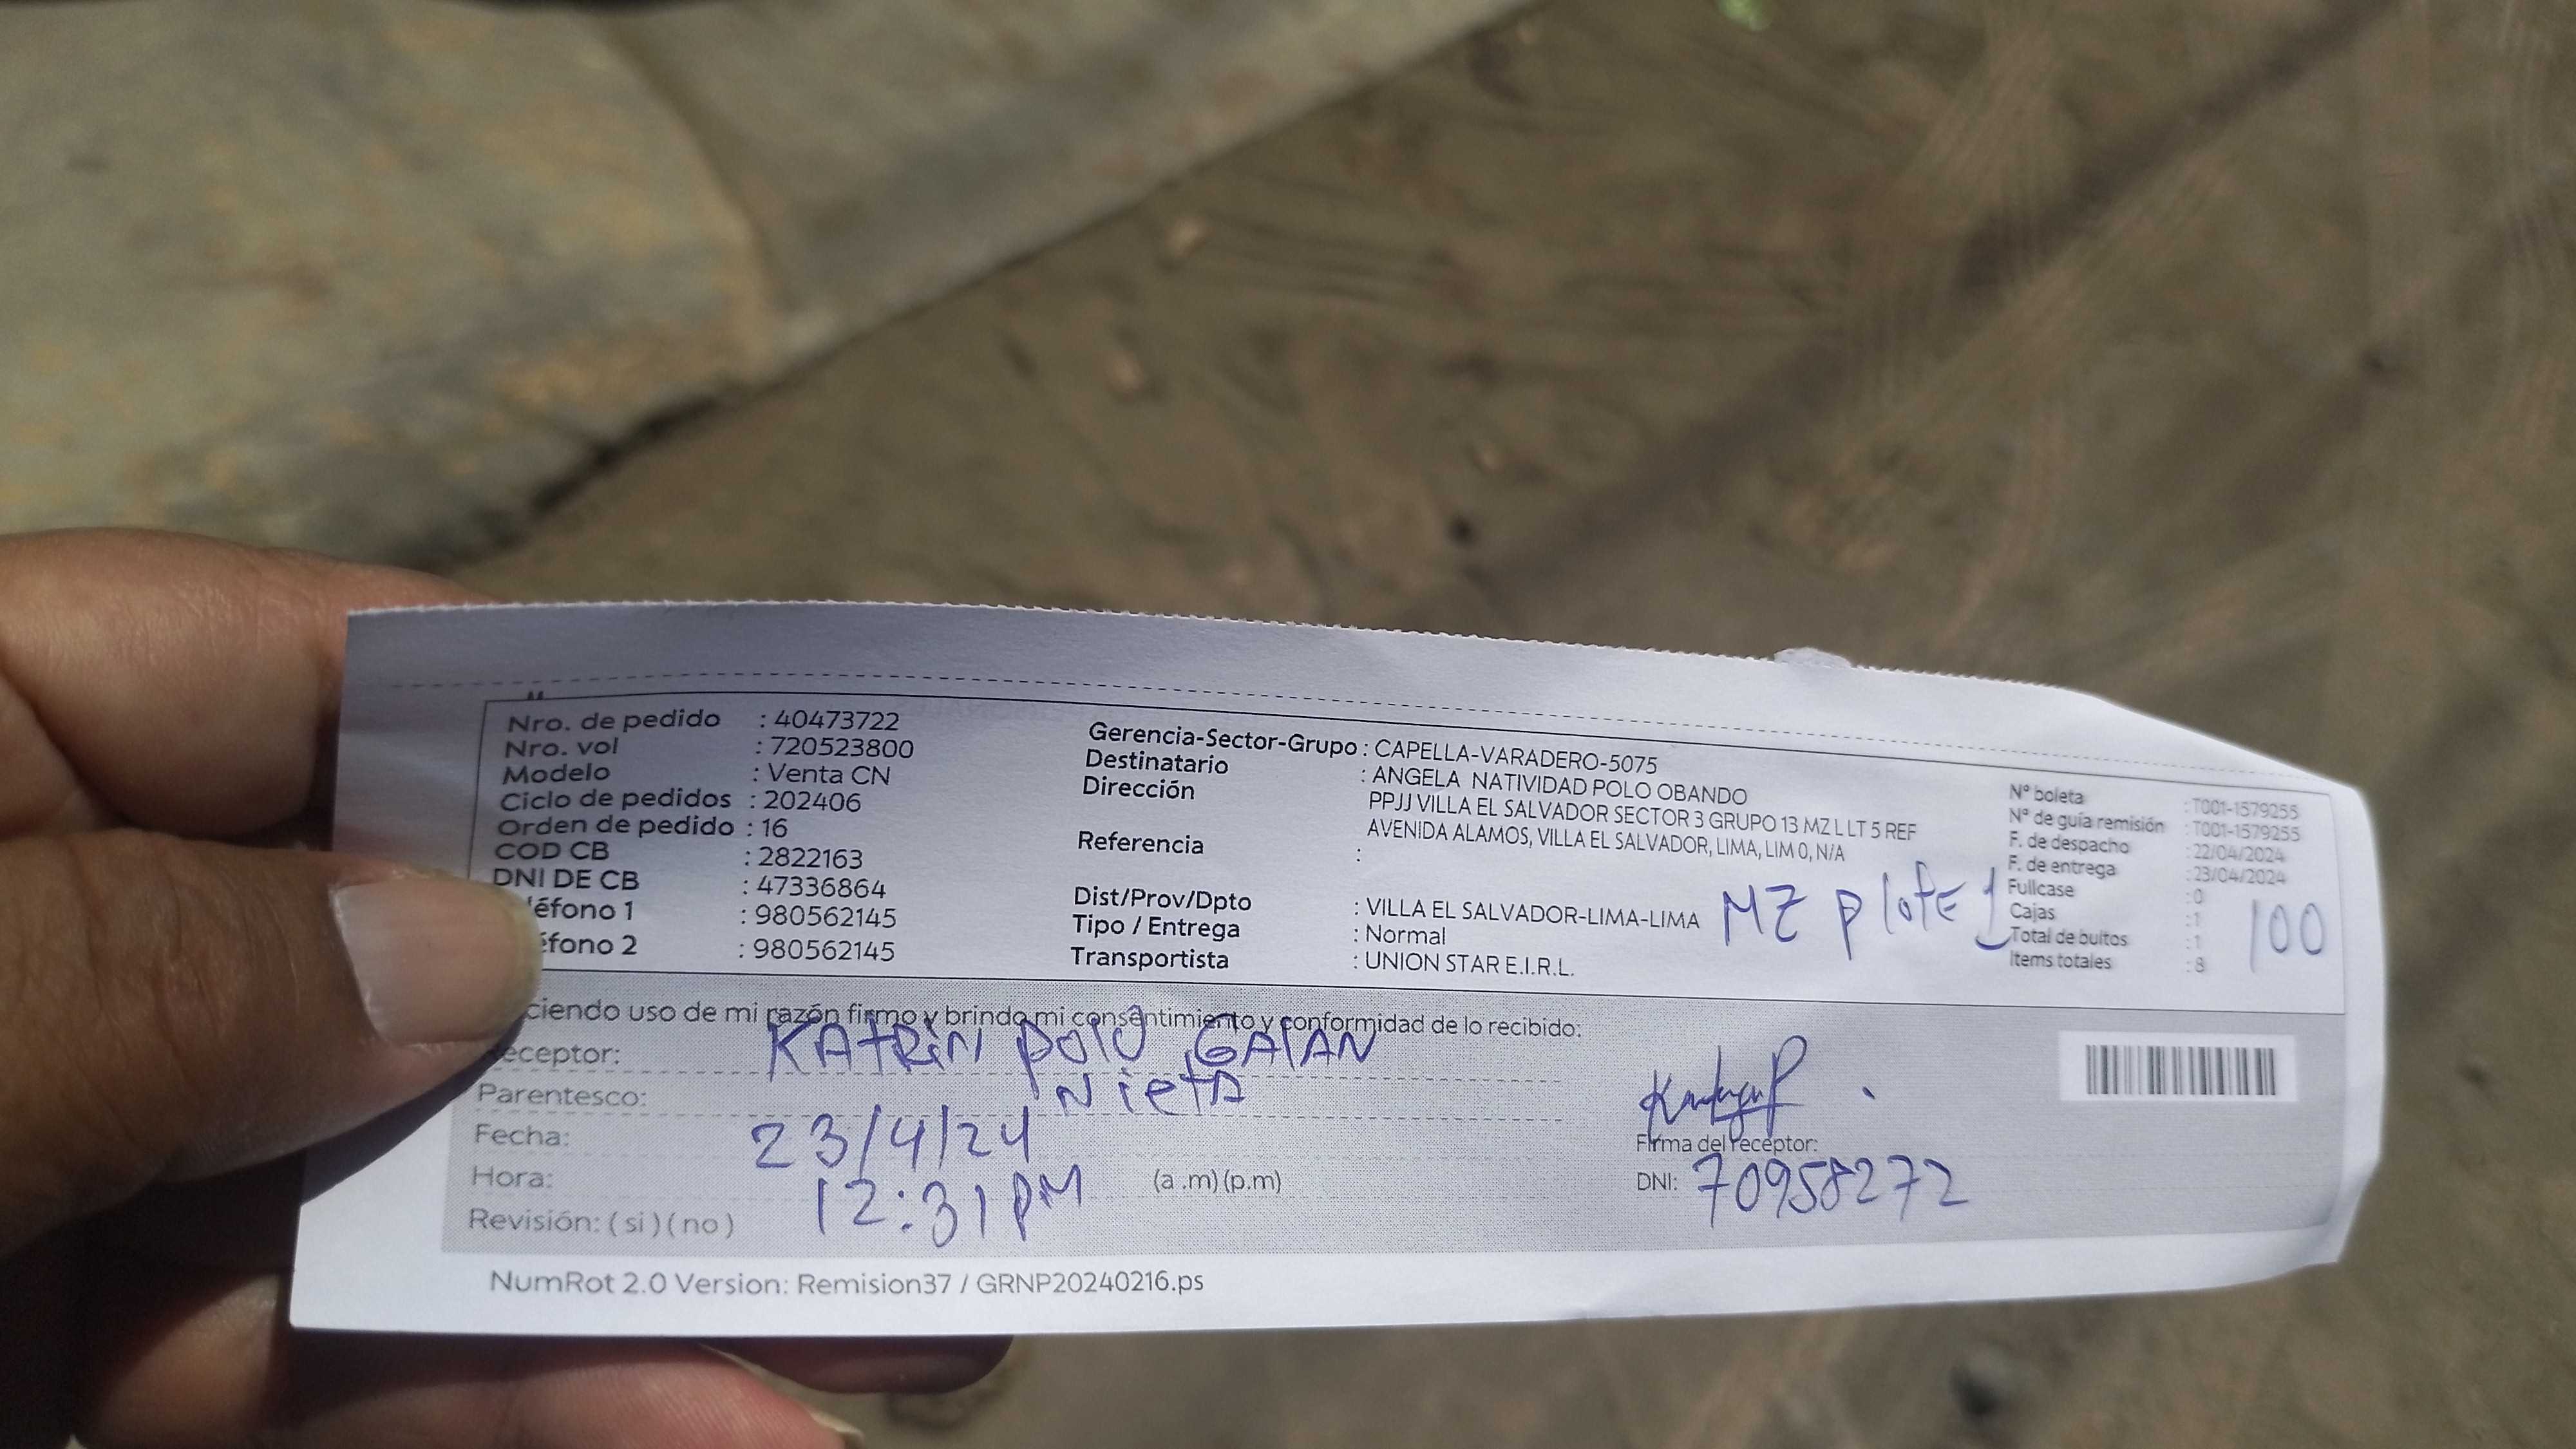 Nro. de pedido : 40473722
Nro. vol : 720523800
Modelo : Venta CN
Ciclo de pedidos : 202406
Orden de pedido : 16
COD CB : 2822163
DNI DE CB : 47336864
éfono 1 : 980562145
éfono 2 : 980562145
Gerencia-Sector-Grupo : CAPELLA-VARADERO-5075
Destinatario : ANGELA NATIVIDAD POLO OBANDO
Dirección PPJJ VILLA EL SALVADOR SECTOR 3 GRUPO 13 MZ L LT 5 REF
AVENIDA ALAMOS, VILLA EL SALVADOR, LIMA, LIM 0, N/A
Referencia :
Dist/Prov/Dpto : VILLA EL SALVADOR-LIMA-LIMA
Tipo / Entrega : Normal
Transportista : UNION STAR E.I.R.L.
MZ P lote 1
Nº boleta : T001-1579255
Nº de guía remisión : T001-1579255
F. de despacho : 22/04/2024
F. de entrega : 23/04/2024
Fullcase : 0
Cajas : 1
Total de bultos : 1
Items totales : 8
100
ciendo uso de mi razón firmo y brindo mi consentimiento y conformidad de lo recibido:
eceptor: KAtRiN polo GAlAN
Parentesco: NietA
Fecha: 23/4/24
Hora: 12:31 PM (a .m) (p.m)
Revisión: ( si ) ( no )
Firma del receptor:
DNI: 70958272
NumRot 2.0 Version: Remision37 / GRNP20240216.ps